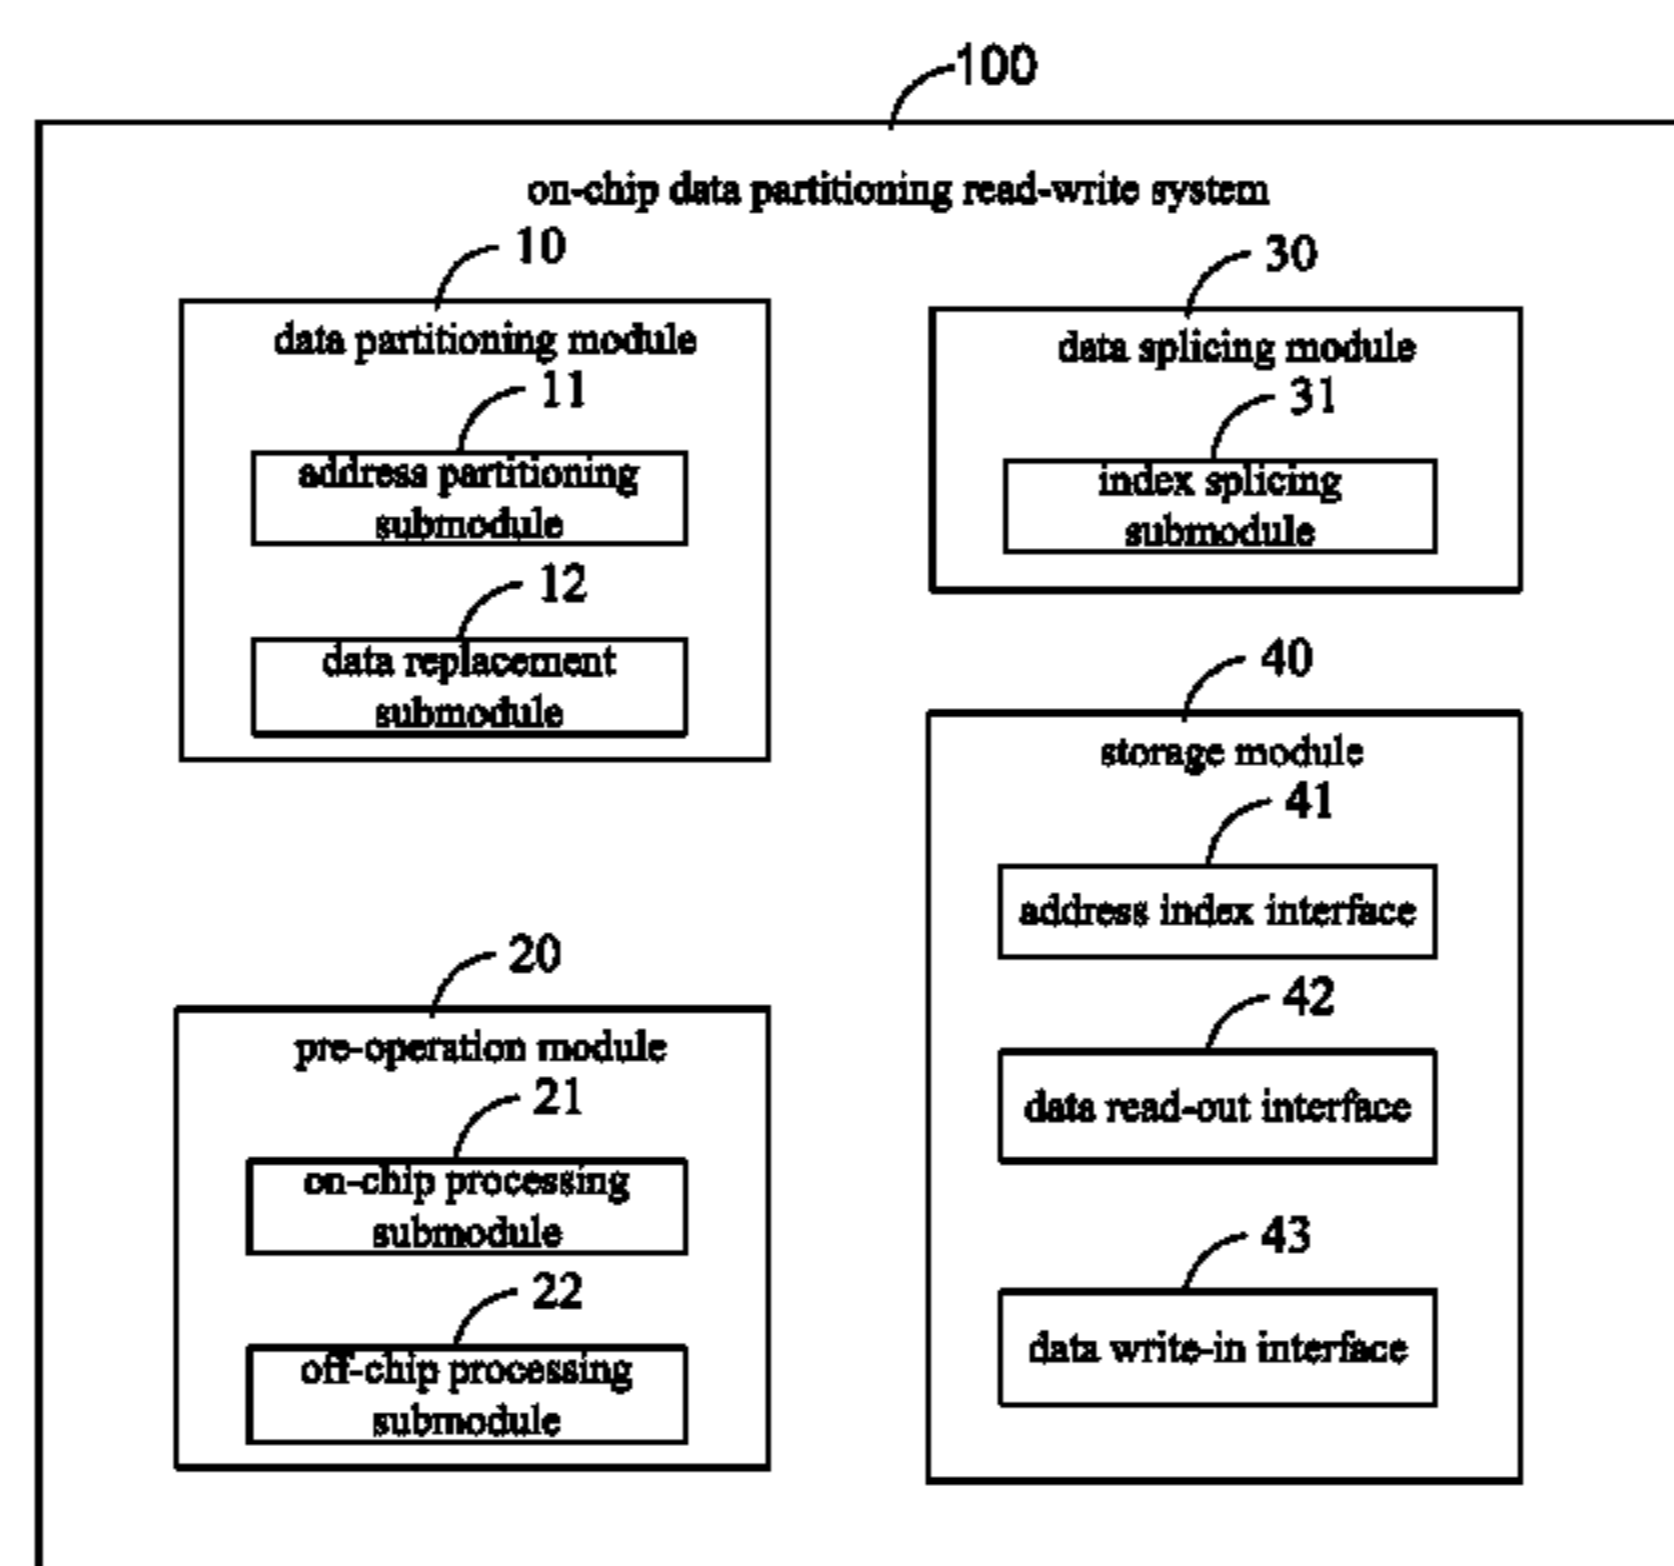 100
on-chip data partitioning read-write system
10
data partitioning module
11
address partitioning
submodule
12
data replacement
submodule
20
pre-operation module
21
on-chip processing
submodule
22
off-chip processing
submodule
30
data splicing module
31
index splicing
submodule
40
storage module
41
address index interface
42
data read-out interface
43
data write-in interface